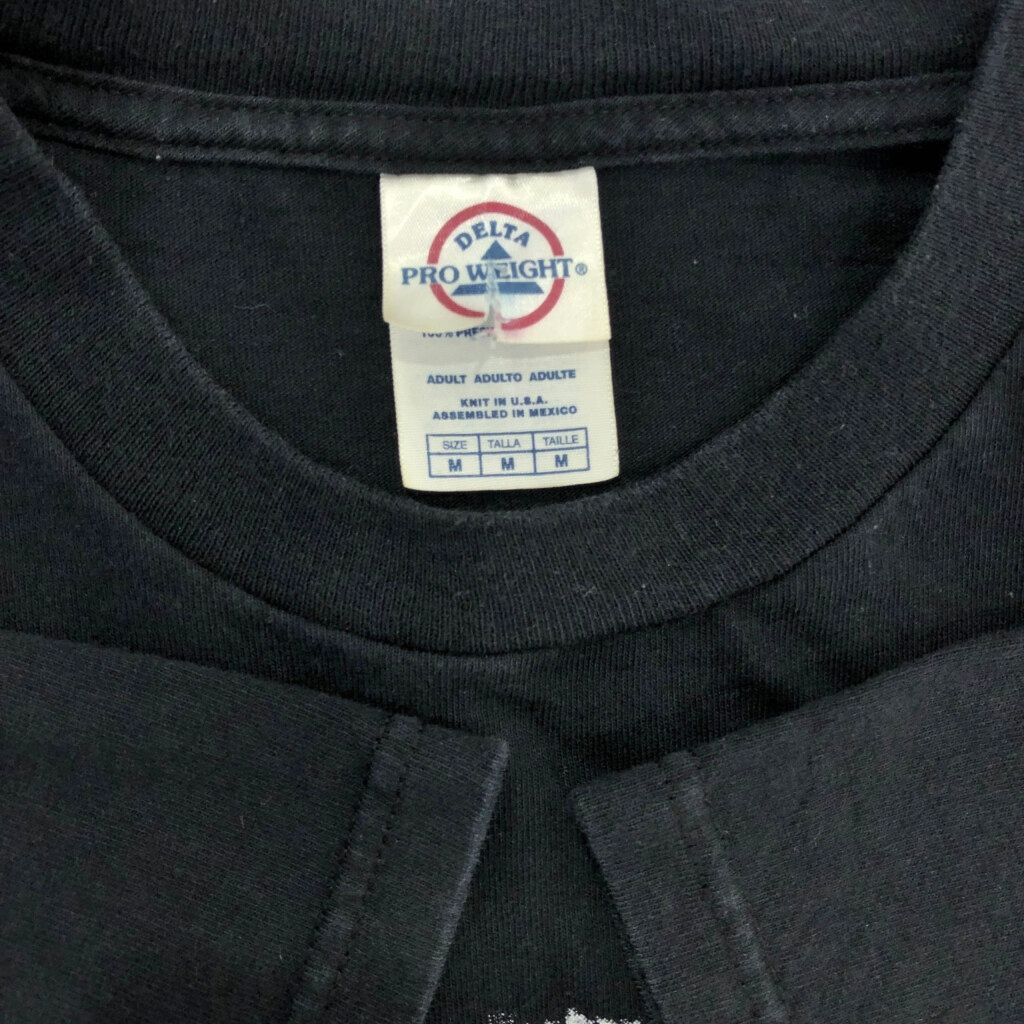 DELTA
PRO WEIGHT®
ADULT ADULTO ADULTE
KNIT IN U.S.A.
ASSEMBLED IN MEXICO
SIZE TALLA TAILLE
M M M